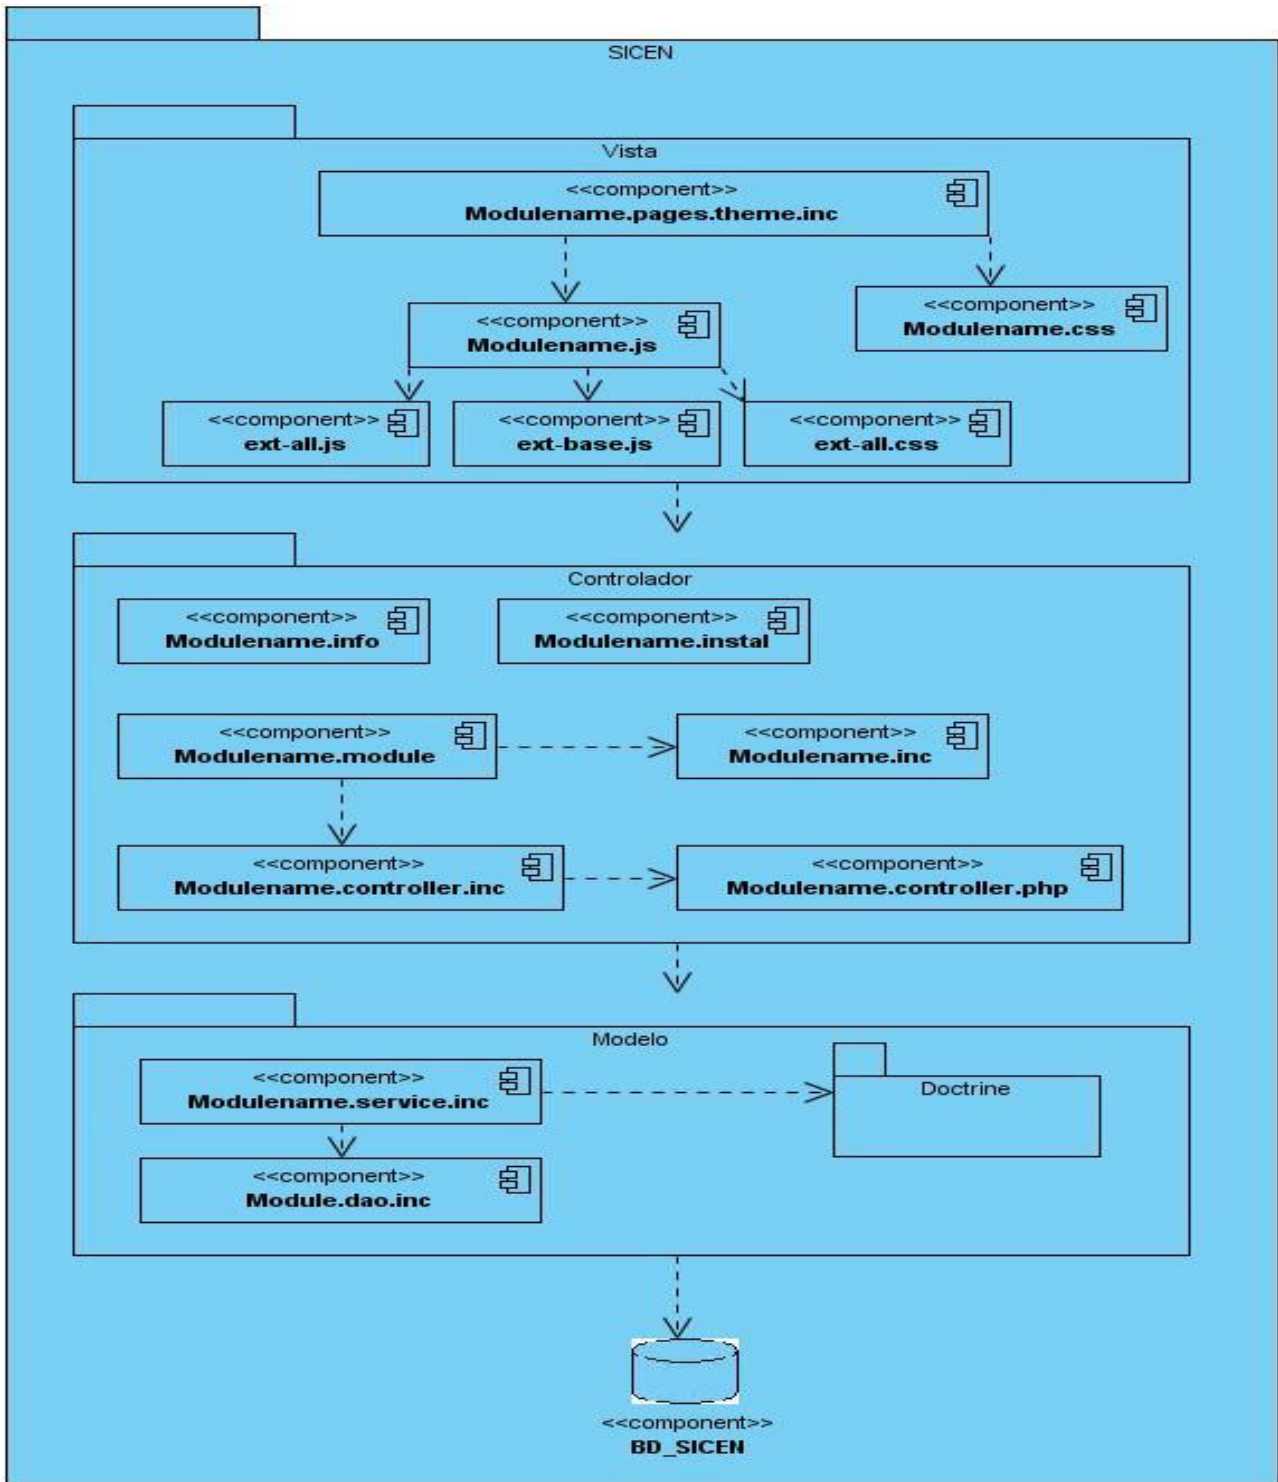 SICEN
Vista
<<component>>
Modulename.pages.theme.inc
<<component>>
Modulename.js
<<component>>
Modulename.css
<<component>>
ext-all.js
<<component>>
ext-base.js
<<component>>
ext-all.css
Controlador
<<component>>
Modulename.info
<<component>>
Modulename.instal
<<component>>
Modulename.module
<<component>>
Modulename.inc
<<component>>
Modulename.controller.inc
<<component>>
Modulename.controller.php
Modelo
<<component>>
Modulename.service.inc
Doctrine
<<component>>
Module.dao.inc
<<component>>
BD_SICEN